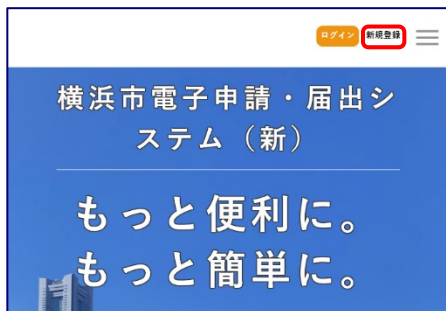 ログイン 新規登録
横浜市電子申請・届出シ
ステム（新）
もっと便利に。
もっと簡単に。